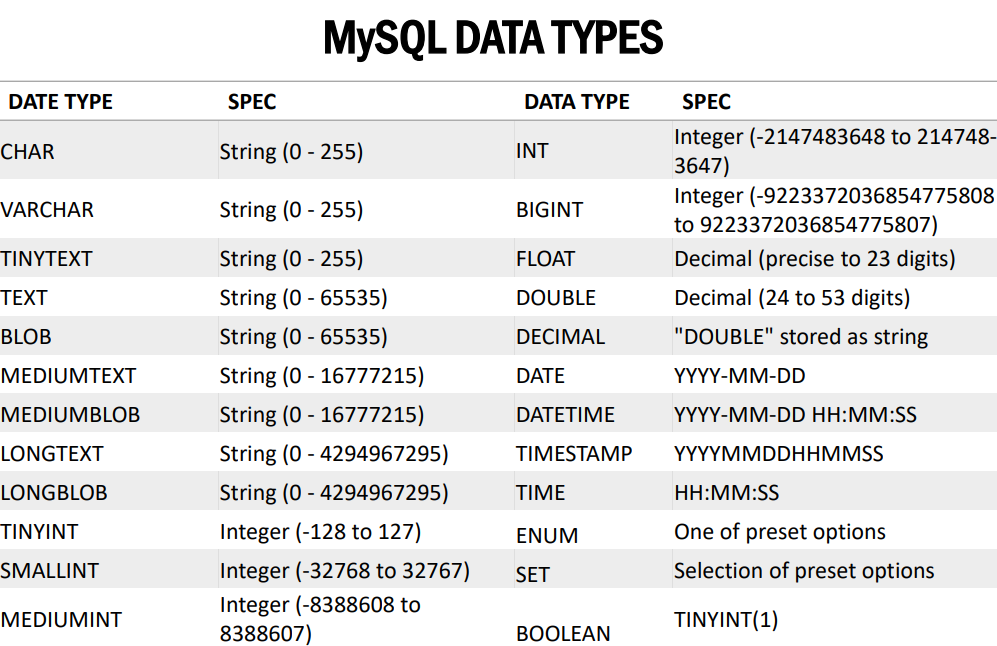 MySQL DATA TYPES
DATE TYPE SPEC DATA TYPE SPEC
CHAR String (0 - 255) INT Integer (-2147483648 to 214748-
3647)
VARCHAR String (0 - 255) BIGINT Integer (-9223372036854775808
to 9223372036854775807)
TINYTEXT String (0 - 255) FLOAT Decimal (precise to 23 digits)
TEXT String (0 - 65535) DOUBLE Decimal (24 to 53 digits)
BLOB String (0 - 65535) DECIMAL "DOUBLE" stored as string
MEDIUMTEXT String (0 - 16777215) DATE YYYY-MM-DD
MEDIUMBLOB String (0 - 16777215) DATETIME YYYY-MM-DD HH:MM:SS
LONGTEXT String (0 - 4294967295) TIMESTAMP YYYYMMDDHHMMSS
LONGBLOB String (0 - 4294967295) TIME HH:MM:SS
TINYINT Integer (-128 to 127) ENUM One of preset options
SMALLINT Integer (-32768 to 32767) SET Selection of preset options
MEDIUMINT Integer (-8388608 to
8388607) BOOLEAN TINYINT(1)